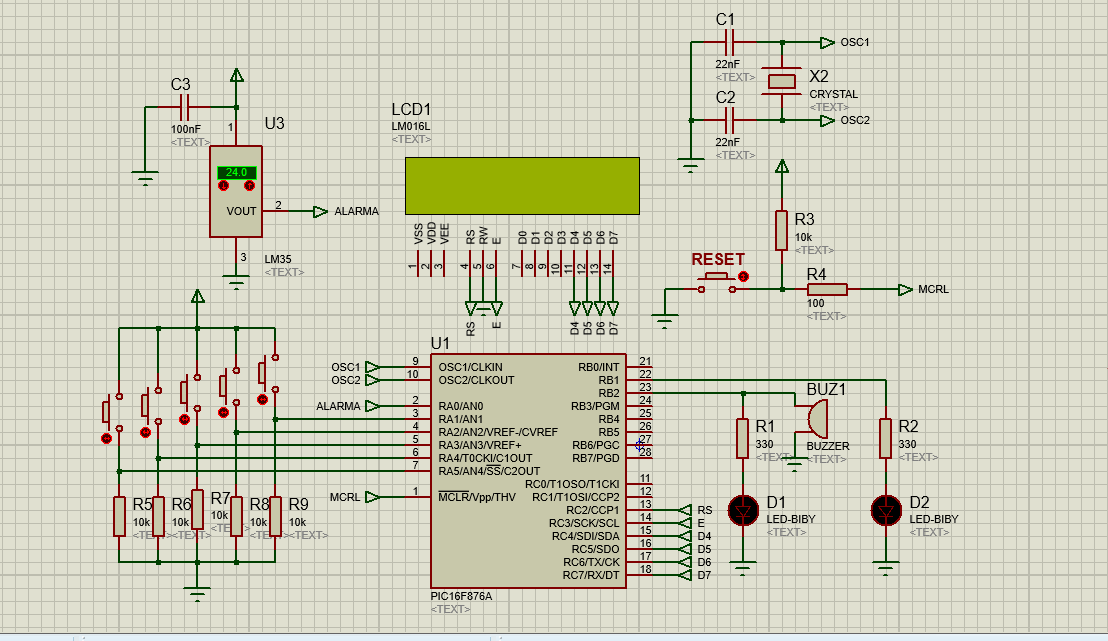 C1
22nF
<TEXT>
OSC1
X2
CRYSTAL
<TEXT>
C2
22nF
<TEXT>
OSC2
C3
100nF
<TEXT>
1
U3
24.0
VOUT
2
ALARMA
3
LM35
<TEXT>
LCD1
LM016L
<TEXT>
VSS VDD VEE RS RW E D0 D1 D2 D3 D4 D5 D6 D7
1 2 3 4 5 6 7 8 9 10 11 12 13 14
RS E D4 D5 D6 D7
R3
10k
<TEXT>
RESET
R4
100
<TEXT>
MCRL
U1
OSC1 9 OSC1/CLKIN RB0/INT 21
OSC2 10 OSC2/CLKOUT RB1 22
RB2 23
ALARMA 2 RA0/AN0 RB3/PGM 24
3 RA1/AN1 RB4 25
4 RA2/AN2/VREF-/CVREF RB5 26
5 RA3/AN3/VREF+ RB6/PGC 27
6 RA4/T0CKI/C1OUT RB7/PGD 28
7 RA5/AN4/SS/C2OUT
RC0/T1OSO/T1CKI 11
MCRL 1 MCLR/Vpp/THV RC1/T1OSI/CCP2 12
RC2/CCP1 13 RS
RC3/SCK/SCL 14 E
RC4/SDI/SDA 15 D4
RC5/SDO 16 D5
RC6/TX/CK 17 D6
RC7/RX/DT 18 D7
PIC16F876A
<TEXT>
BUZ1
BUZZER
<TEXT>
R1
330
<TEXT>
R2
330
<TEXT>
D1
LED-BIBY
<TEXT>
D2
LED-BIBY
<TEXT>
R5
10k
<TE
R6
10k
<TEXT>
R7
10k
<TE
R8
10k
<TE
R9
10k
<TEXT>